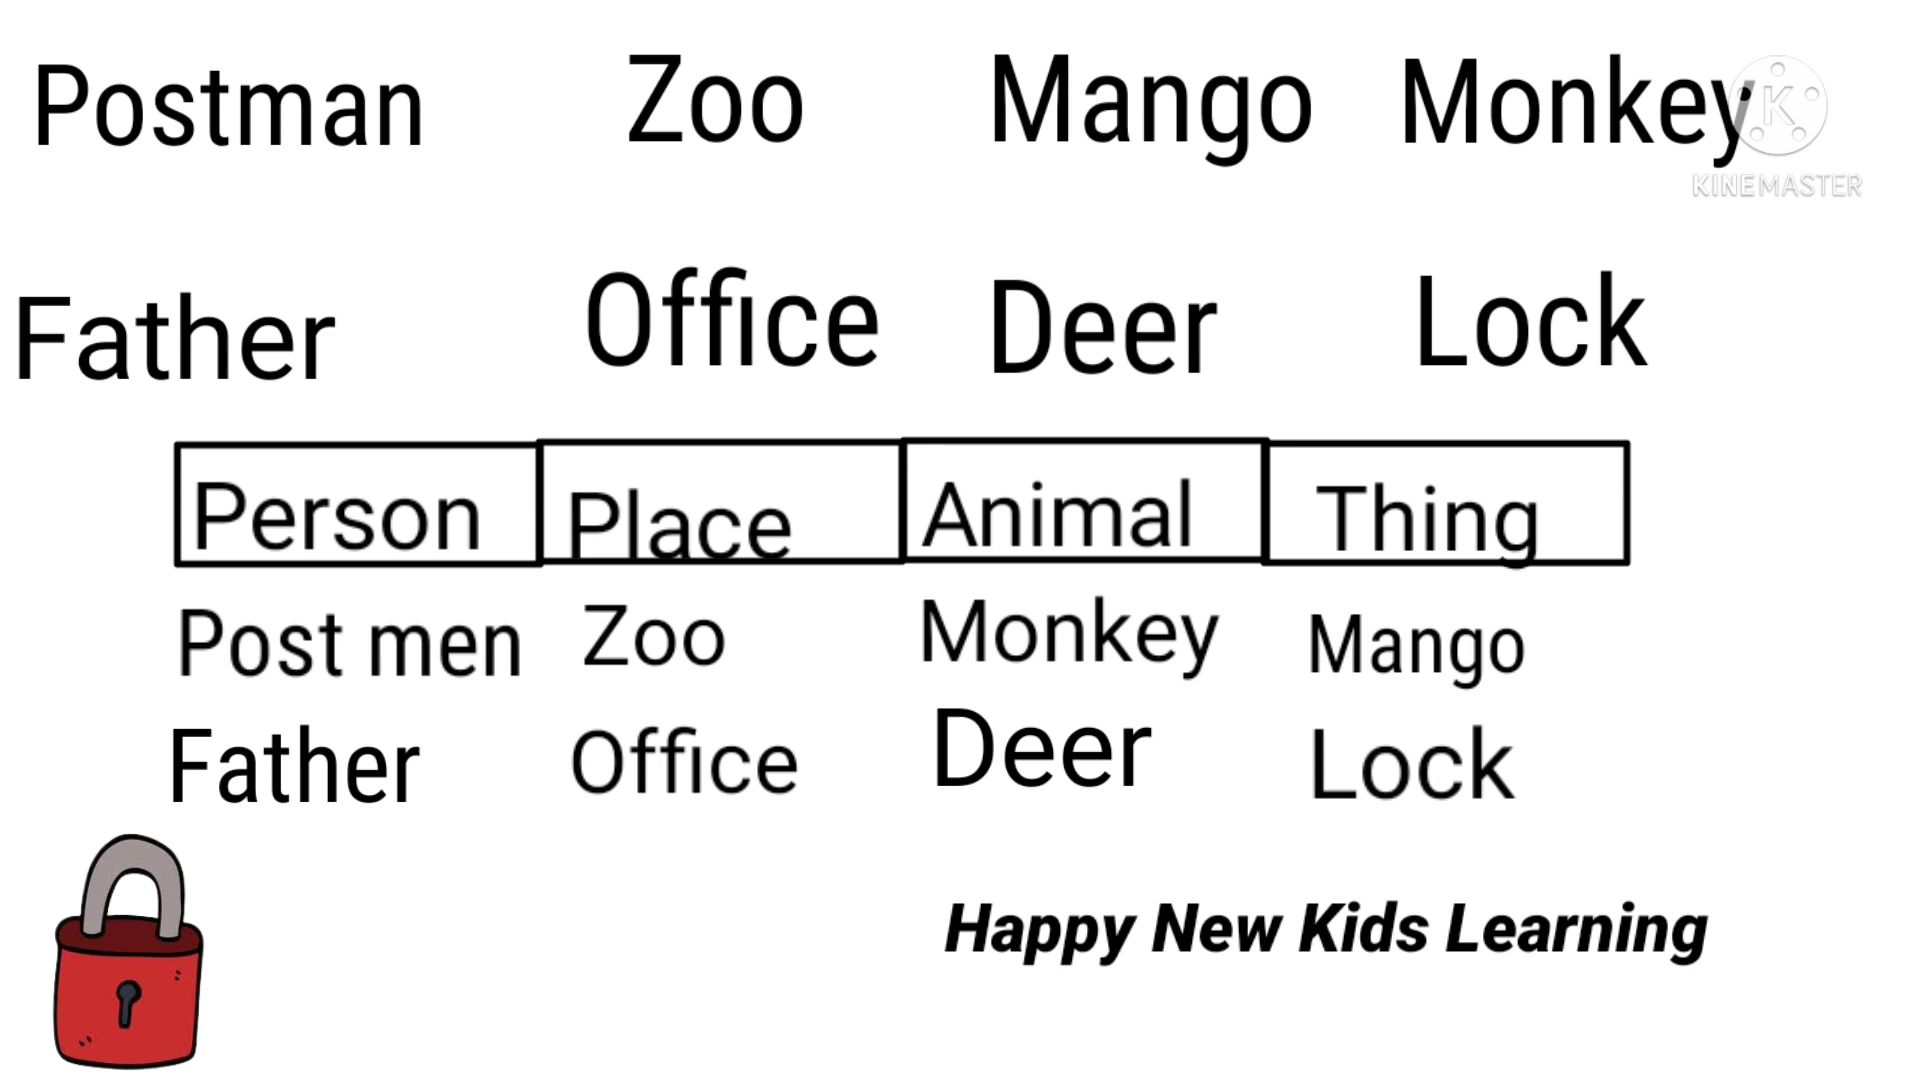 Postman Zoo Mango Monkey
KINEMASTER
Father Office Deer Lock
Person Place Animal Thing
Post men Zoo Monkey Mango
Father Office Deer Lock
Happy New Kids Learning